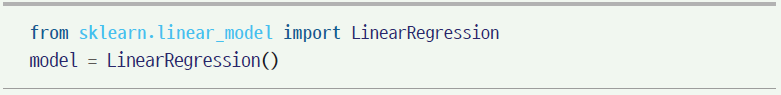 from sklearn.linear_model import LinearRegression
model = LinearRegression()